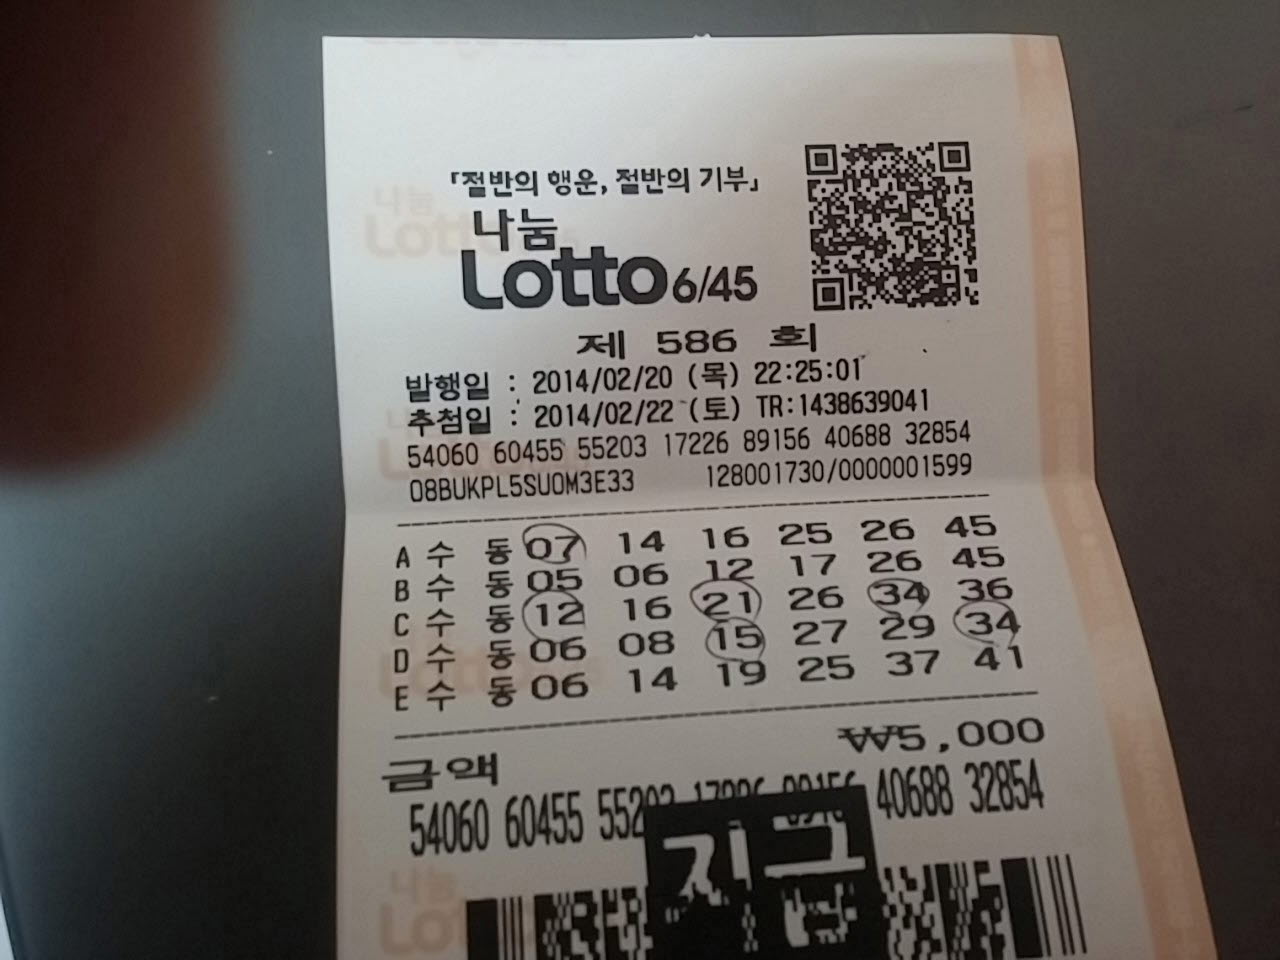 「절반의 행운, 절반의 기부」
나눔
Lotto 6/45
제 586 회
발행일 : 2014/02/20 (목) 22:25:01
추첨일 : 2014/02/22 (토) TR:1438639041
54060 60455 55203 17226 89156 40688 32854
08BUKPL5SUOM3E33 128001730/0000001599
A 수 동 07 14 16 25 26 45
B 수 동 05 06 12 17 26 45
C 수 동 12 16 21 26 34 36
D 수 동 06 08 15 27 29 34
E 수 동 06 14 19 25 37 41
금액 ₩5,000
54060 60455 55203 17226 89156 40688 32854
지급